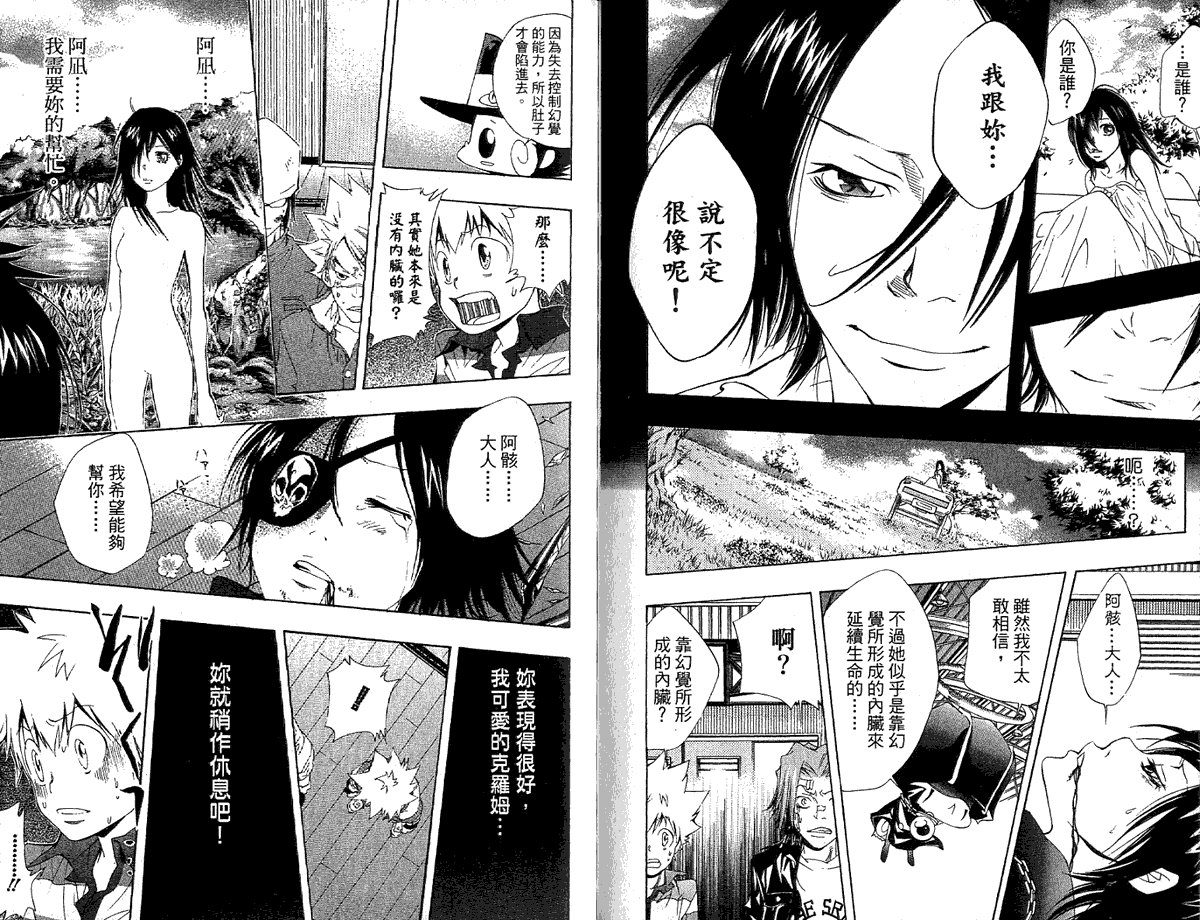 …是誰？
你是誰？
我跟妳…
說不定
很像呢！
呃…？
阿骸…大人…
雖然我不太
敢相信，
不過她似乎是靠幻
覺所形成的內臟來
延續生命的……
啊？
靠幻覺所形
成的內臟？
因為失去控制幻覺
的能力，所以肚子
才會陷進去。
那麼……
其實她本來是
沒有內臟的囉？
阿凪……
阿凪……
我需要妳的幫忙。
阿骸……
大人……
ハァ
ハァ
我希望能夠
幫你……
妳表現得很好，
我可愛的克羅姆…
……！
妳就稍作休息吧！
………!!